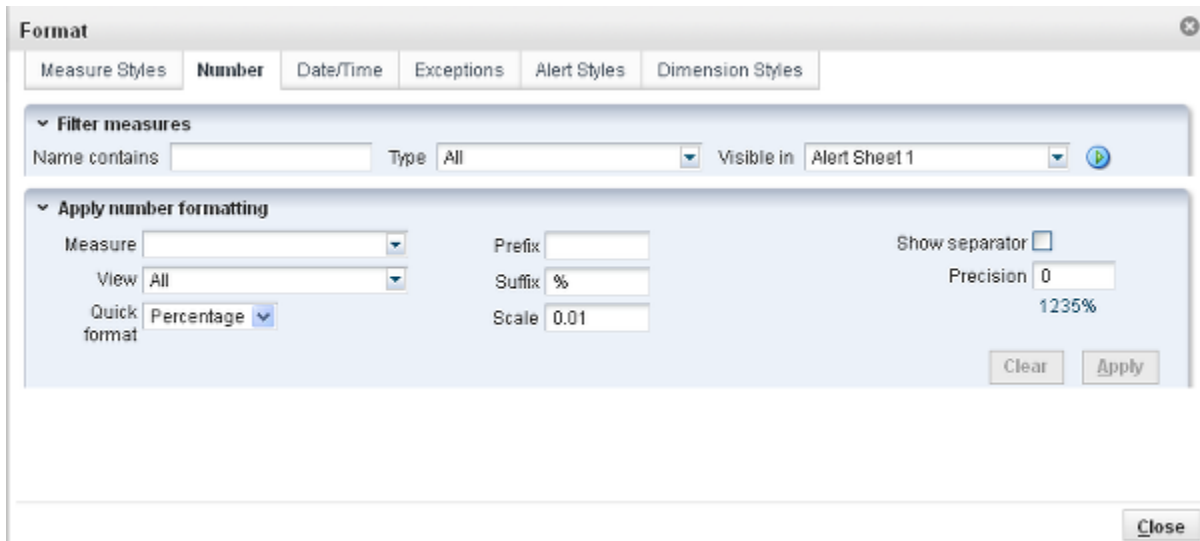 Format
Measure Styles Number Date/Time Exceptions Alert Styles Dimension Styles
Filter measures
Name contains Type All Visible in Alert Sheet 1
Apply number formatting
Measure Prefix Show separator
View All Suffix % Precision 0
1235%
Quick format Percentage Scale 0.01
Clear Apply
Close